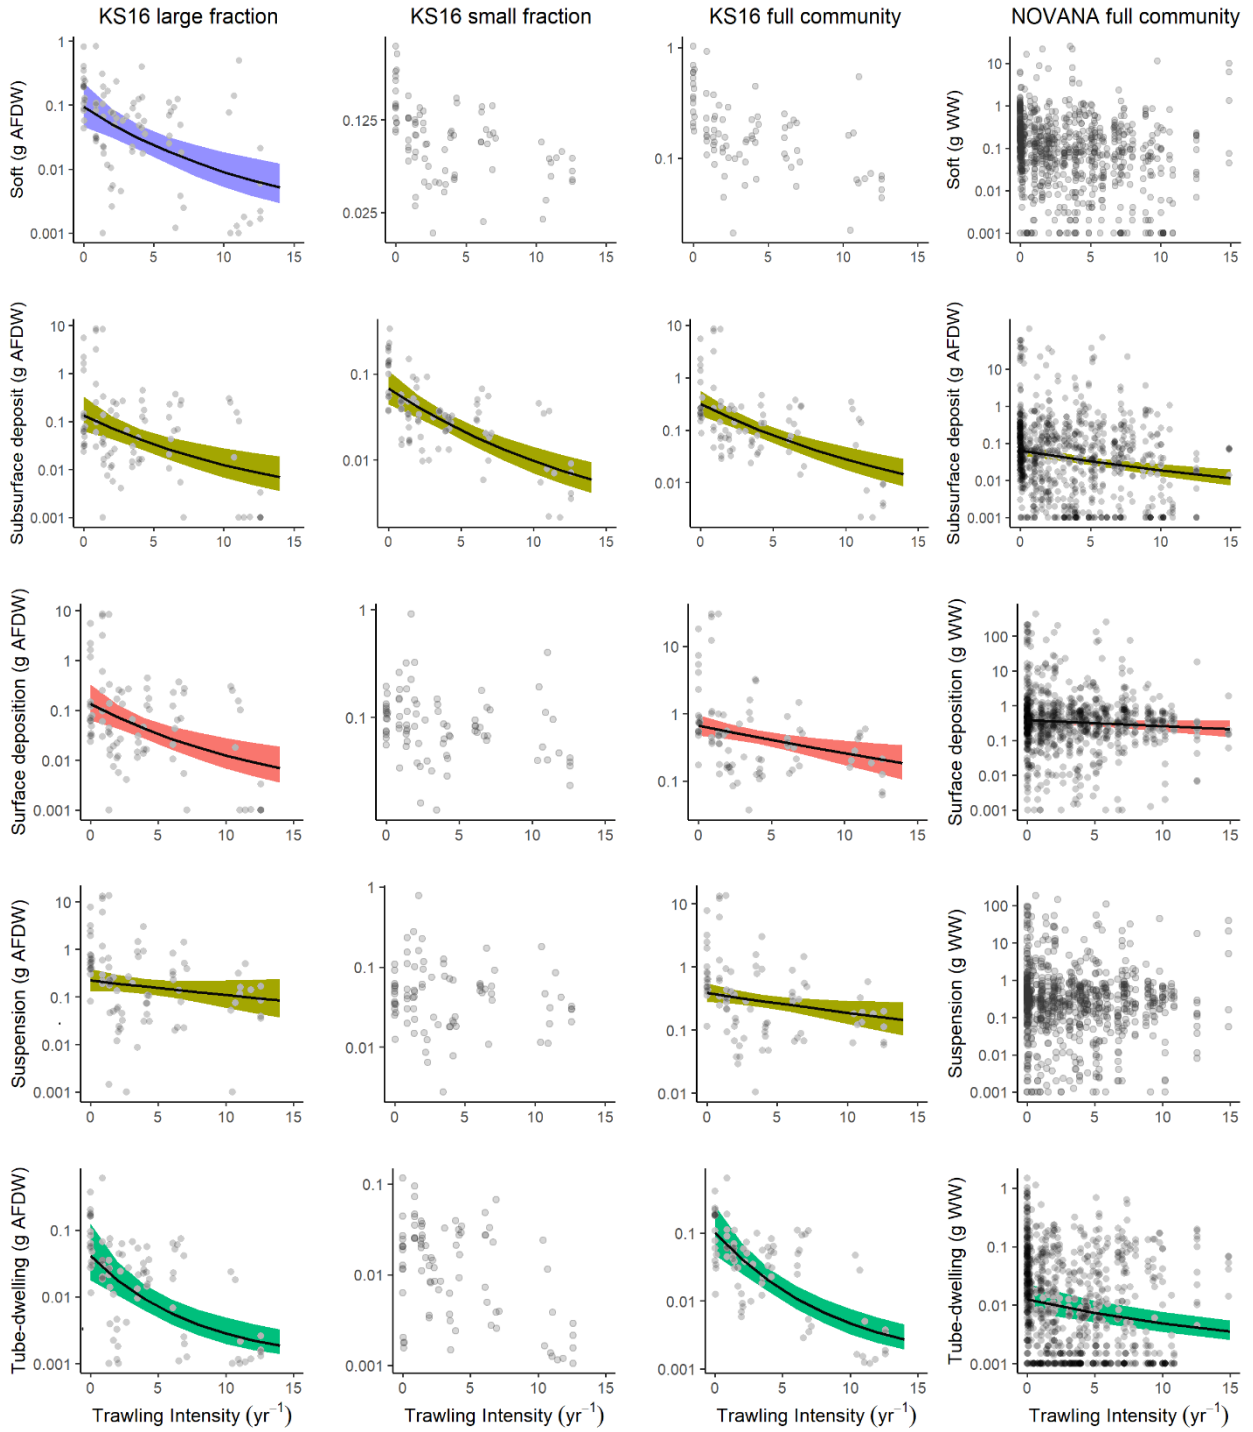 KS16 large fraction KS16 small fraction KS16 full community NOVANA full community
Soft (g AFDW)
1
0.1
0.01
0.001
0 5 10 15
0.125
0.025
0 5 10 15
1
0.1
0 5 10 15
Soft (g WW)
10
1
0.1
0.01
0.001
0 5 10 15
Subsurface deposit (g AFDW)
10
1
0.1
0.01
0.001
0 5 10 15
0.1
0.01
0 5 10 15
10
1
0.1
0.01
0 5 10 15
Subsurface deposit (g AFDW)
10
1
0.1
0.01
0.001
0 5 10 15
Surface deposition (g AFDW)
10
1
0.1
0.01
0.001
0 5 10 15
1
0.1
0 5 10 15
10
1
0.1
0 5 10 15
Surface deposition (g WW)
100
10
1
0.1
0.01
0.001
0 5 10 15
Suspension (g AFDW)
10
1
0.1
0.01
0.001
0 5 10 15
1
0.1
0.01
0 5 10 15
10
1
0.1
0.01
0 5 10 15
Suspension (g WW)
100
10
1
0.1
0.01
0.001
0 5 10 15
Tube-dwelling (g AFDW)
0.1
0.01
0.001
0 5 10 15
Trawling Intensity (yr⁻¹)
0.1
0.01
0.001
0 5 10 15
Trawling Intensity (yr⁻¹)
0.1
0.01
0.001
0 5 10 15
Trawling Intensity (yr⁻¹)
Tube-dwelling (g WW)
1
0.1
0.01
0.001
0 5 10 15
Trawling Intensity (yr⁻¹)